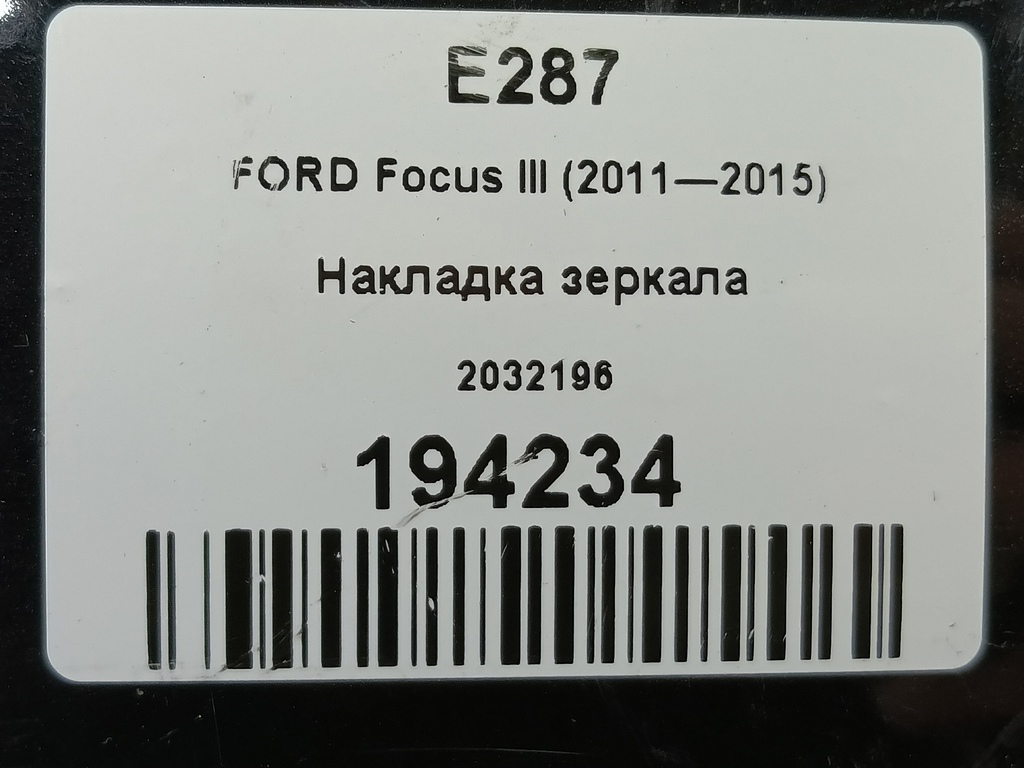 E287
FORD Focus III (2011—2015)
Накладка зеркала
2032196
194234